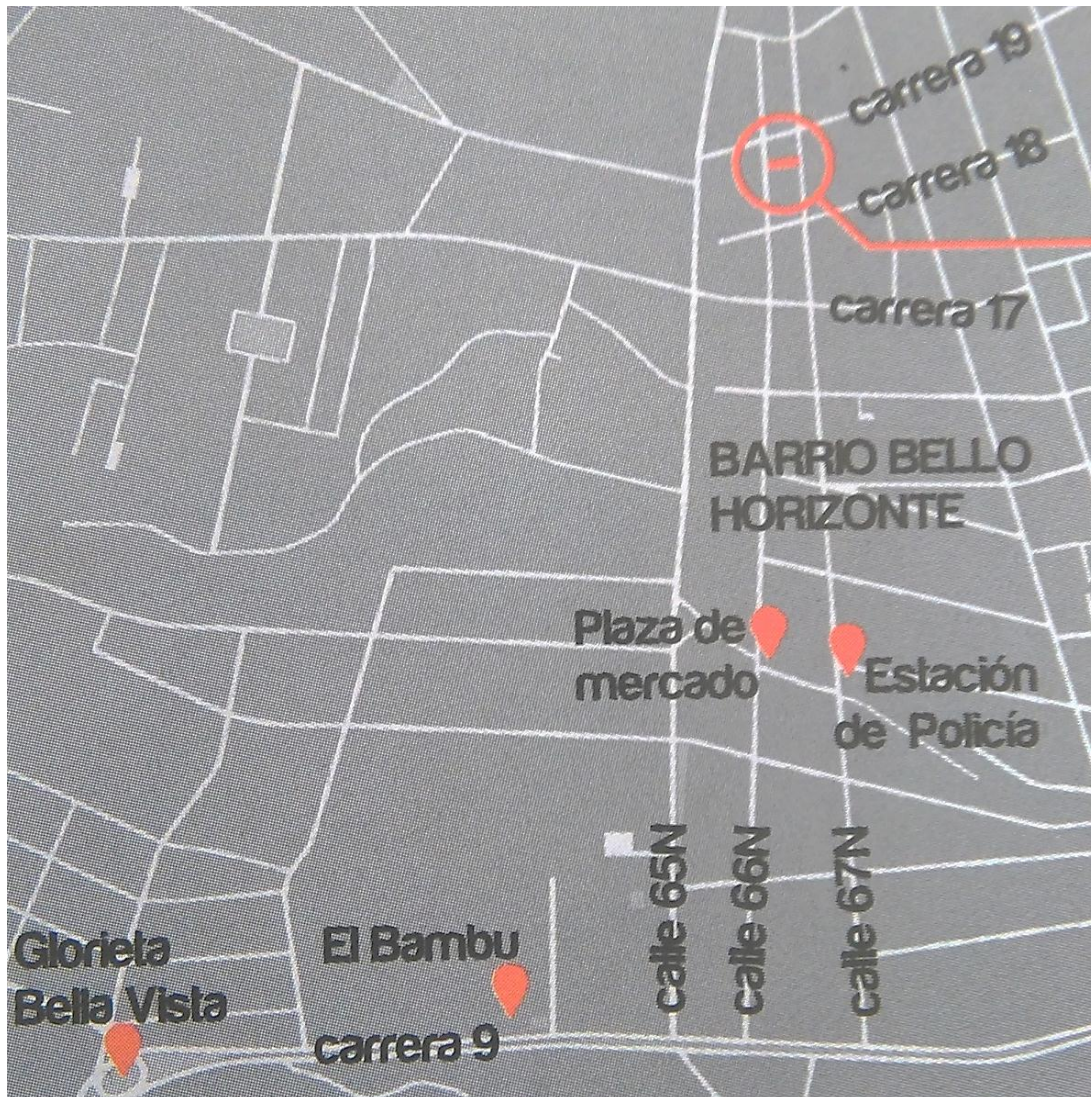 carrera 19
carrera 18
carrera 17
BARRIO BELLO
HORIZONTE
Plaza de
mercado
Estación
de Policía
calle 65N
calle 66N
calle 67N
Glorieta
Bella Vista
El Bambu
carrera 9